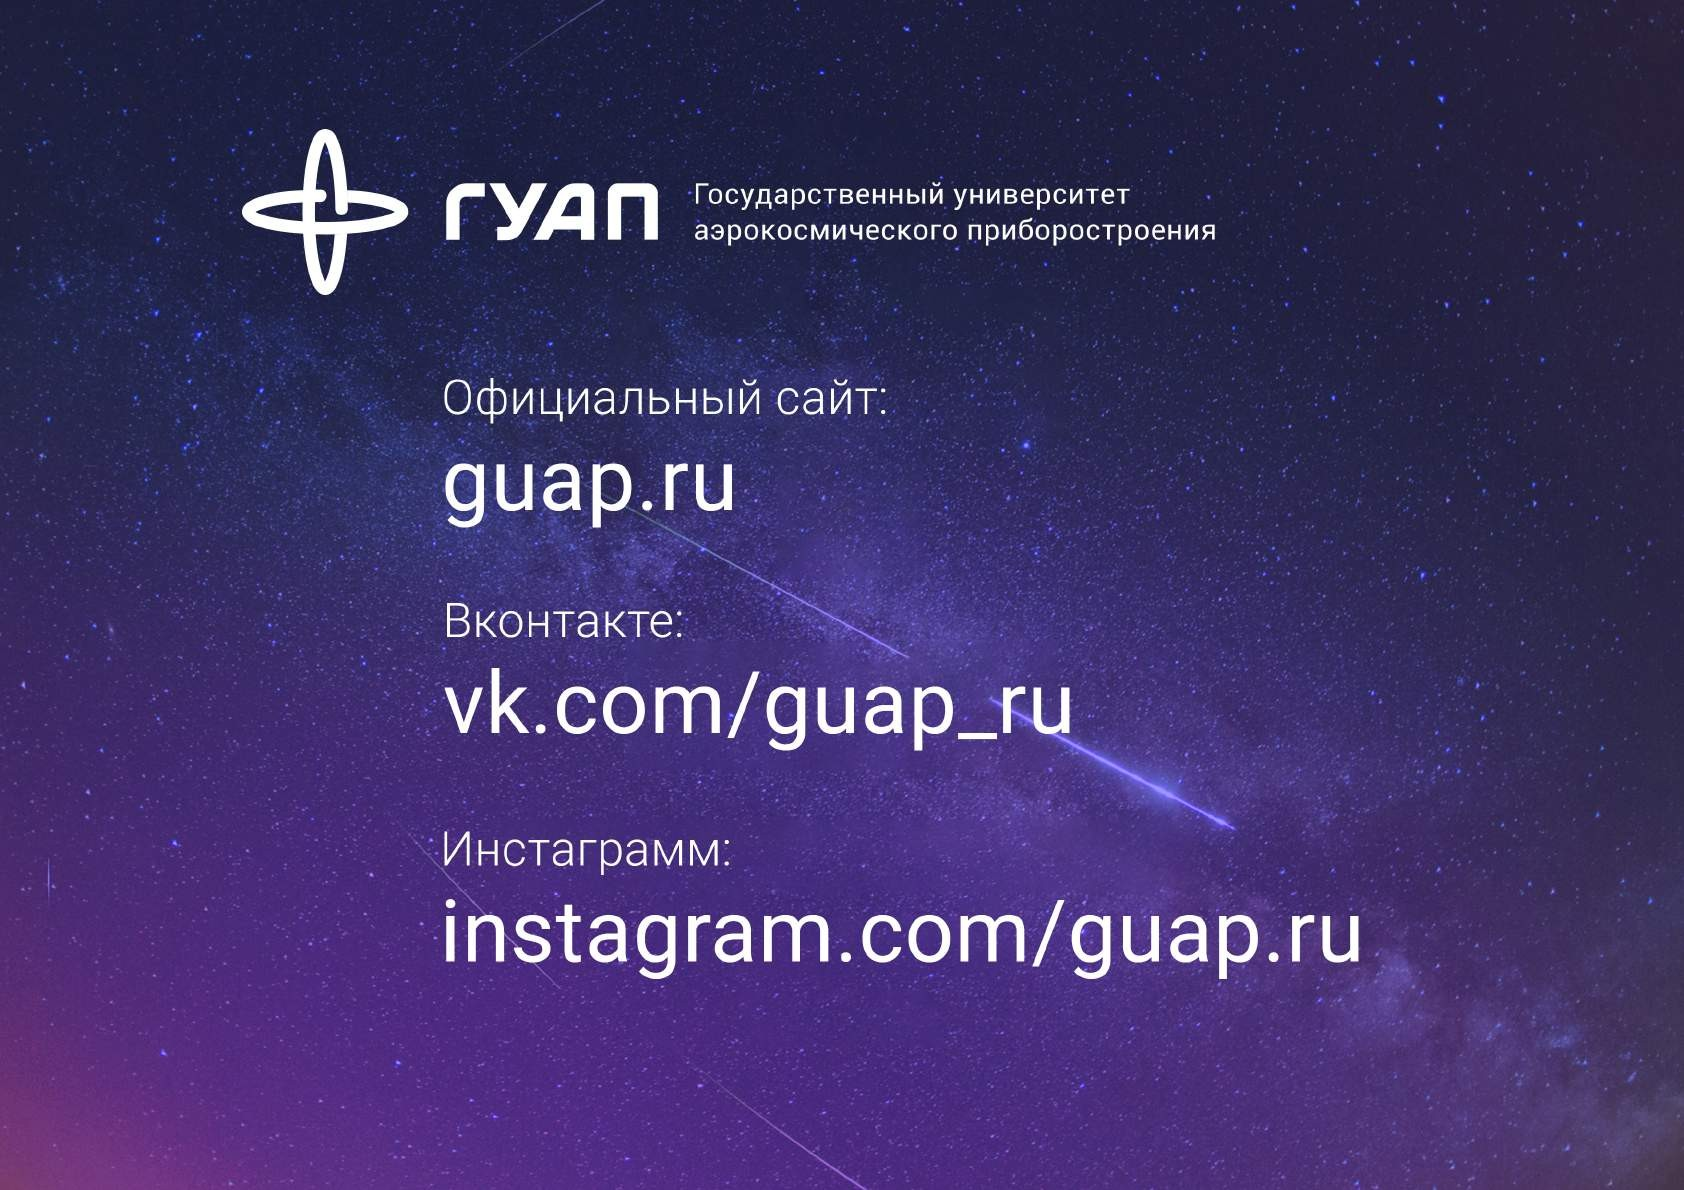 ГУАП
Государственный университет
аэрокосмического приборостроения
Официальный сайт:
guap.ru
Вконтакте:
vk.com/guap_ru
Инстаграмм:
instagram.com/guap.ru